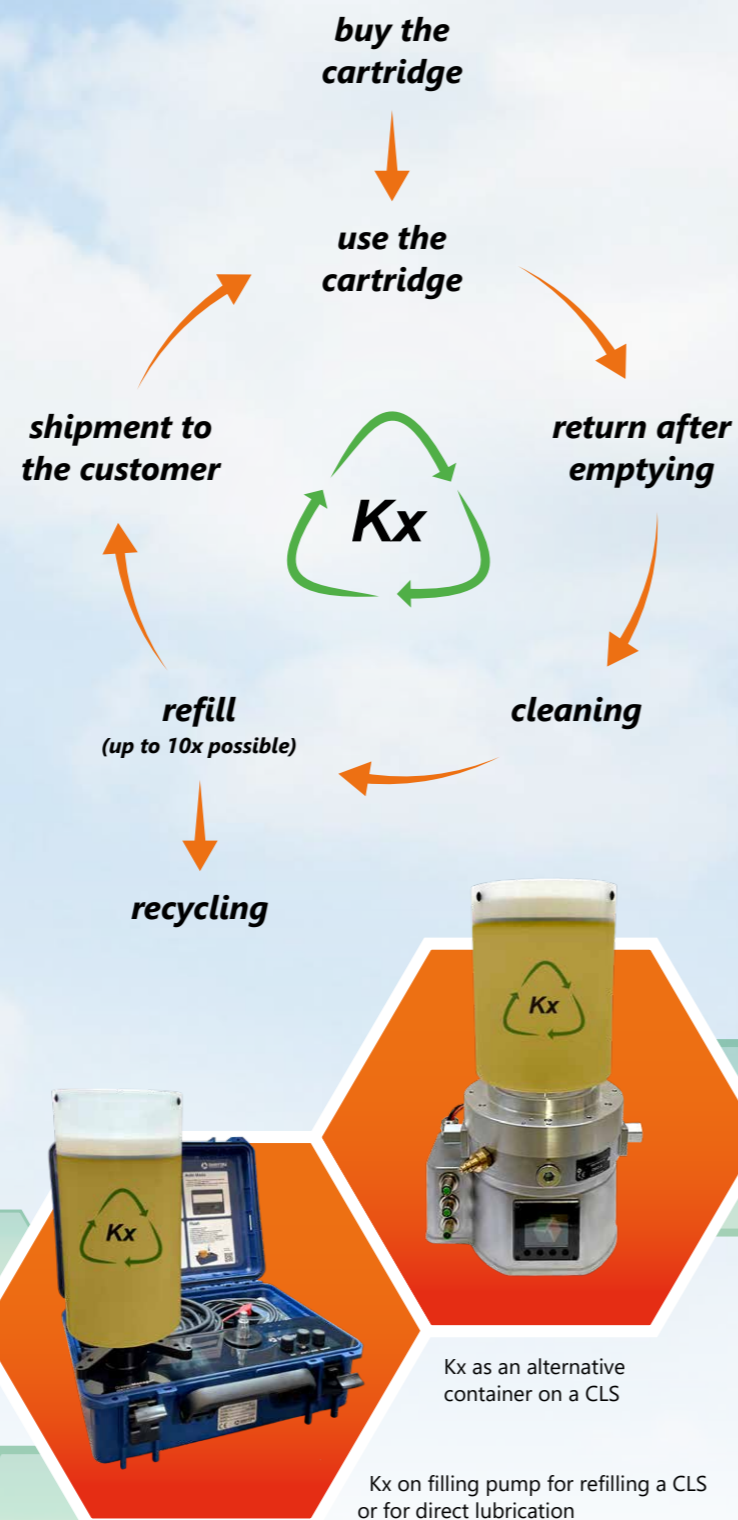 buy the
cartridge
use the
cartridge
shipment to
the customer
return after
emptying
Kx
refill
(up to 10x possible)
cleaning
recycling
Kx
Kx
Kx as an alternative
container on a CLS
Kx on filling pump for refilling a CLS
or for direct lubrication